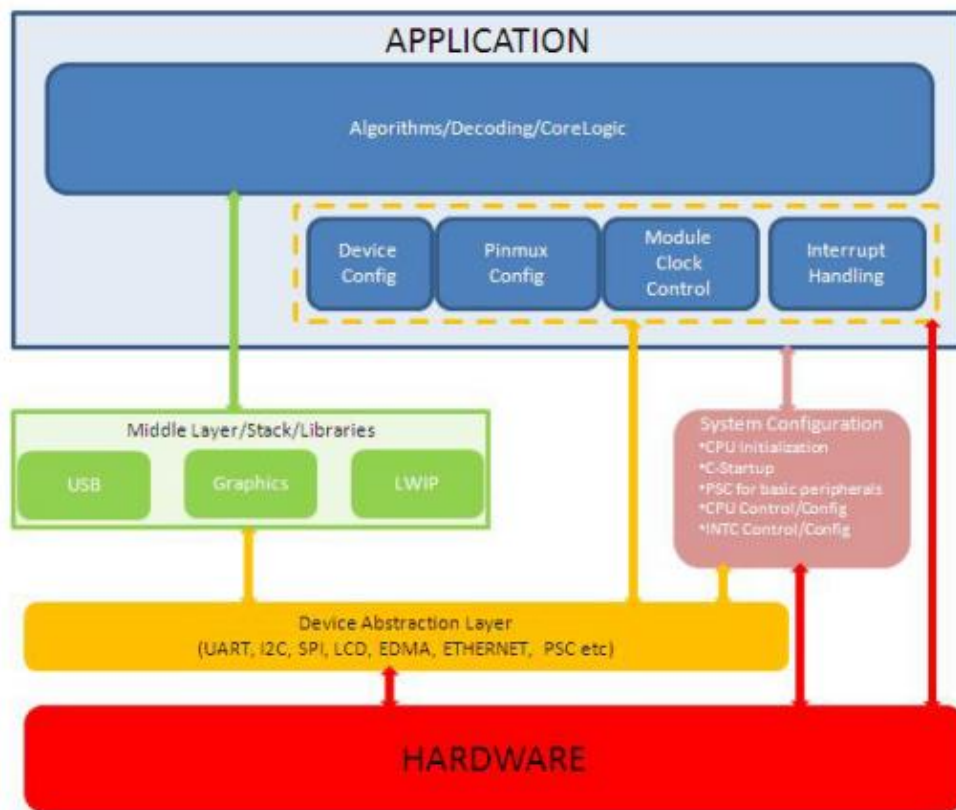 APPLICATION
Algorithms/Decoding/CoreLogic
Device
Config
Pinmux
Config
Module
Clock
Control
Interrupt
Handling
Middle Layer/Stack/Libraries
USB
Graphics
LWIP
System Configuration
*CPU Initialization
*C-Startup
*PSC for basic peripherals
*CPU Control/Config
*INTC Control/Config
Device Abstraction Layer
(UART, I2C, SPI, LCD, EDMA, ETHERNET, PSC etc)
HARDWARE